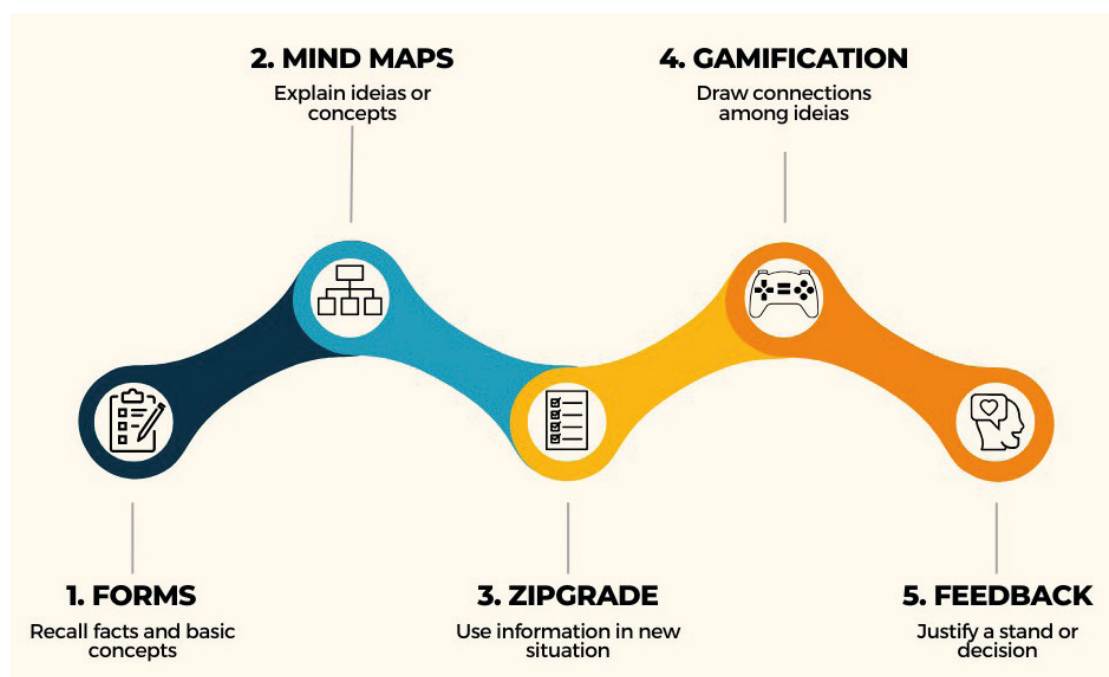 1. FORMS
Recall facts and basic
concepts
2. MIND MAPS
Explain ideias or
concepts
3. ZIPGRADE
Use information in new
situation
4. GAMIFICATION
Draw connections
among ideias
5. FEEDBACK
Justify a stand or
decision